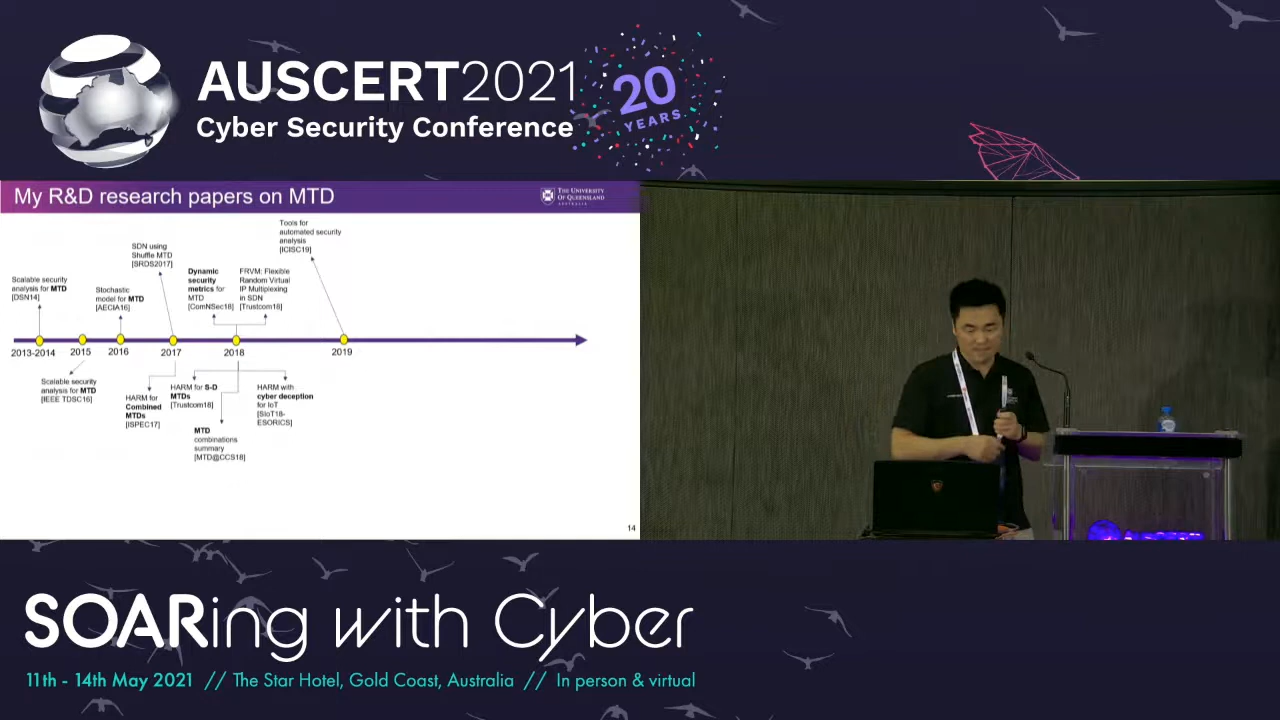 AUSCERT2021
Cyber Security Conference
20
YEARS
My R&D research papers on MTD
THE UNIVERSITY
OF QUEENSLAND
AUSTRALIA
Tools for
automated security
analysis
[ICISC19]
SDN using
Shuffle MTD
[SRDS2017]
Dynamic
security
metrics for
MTD
[ComNSec18]
FRVM: Flexible
Random Virtual
IP Multiplexing
in SDN
[Trustcom18]
Scalable security
analysis for MTD
[DSN14]
Stochastic
model for MTD
[AECIA16]
2013-2014
2015
2016
2017
2018
2019
Scalable security
analysis for MTD
[IEEE TDSC16]
HARM for
Combined
MTDs
[ISPEC17]
HARM for S-D
MTDs
[Trustcom18]
HARM with
cyber deception
for IoT
[SIoT18-
ESORICS]
MTD
combinations
summary
[MTD@CCS18]
14
SOARing with Cyber
11th - 14th May 2021 // The Star Hotel, Gold Coast, Australia // In person & virtual